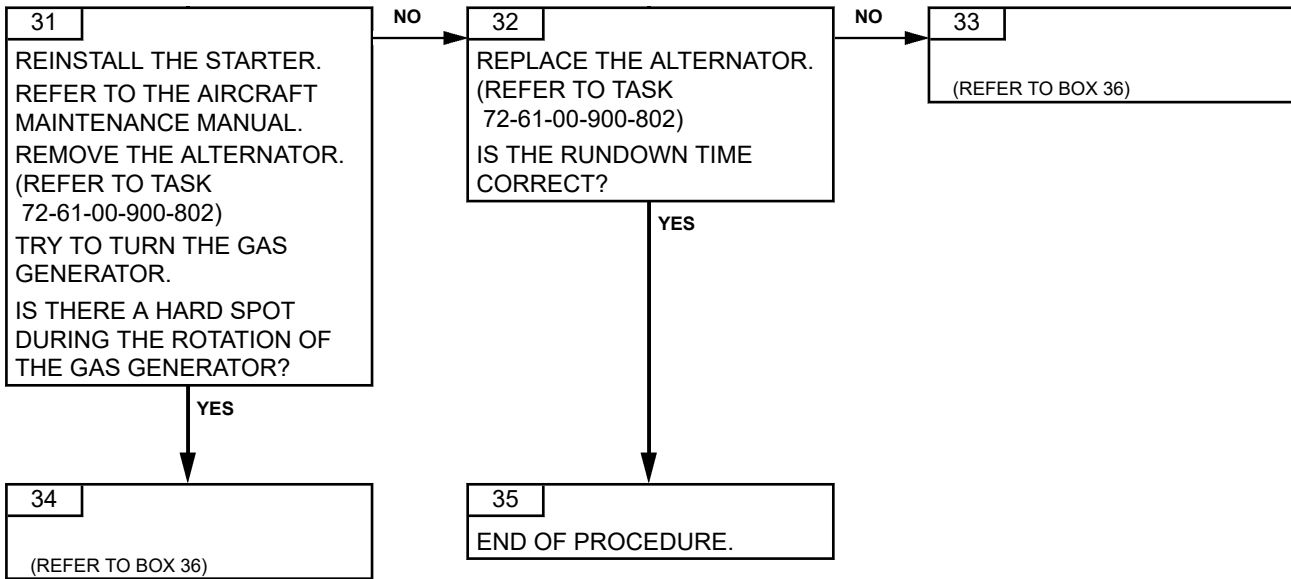 31
REINSTALL THE STARTER.
REFER TO THE AIRCRAFT
MAINTENANCE MANUAL.
REMOVE THE ALTERNATOR.
(REFER TO TASK
72-61-00-900-802)
TRY TO TURN THE GAS
GENERATOR.
IS THERE A HARD SPOT
DURING THE ROTATION OF
THE GAS GENERATOR?
NO
32
REPLACE THE ALTERNATOR.
(REFER TO TASK
72-61-00-900-802)
IS THE RUNDOWN TIME
CORRECT?
NO
33
(REFER TO BOX 36)
YES
YES
34
(REFER TO BOX 36)
35
END OF PROCEDURE.